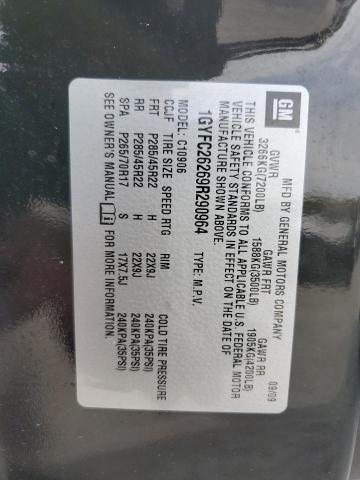 GM
MFD BY GENERAL MOTORS COMPANY
09/09
GVWR GAWR FRT GAWR RR
3266KG(7200LB) 1588KG(3500LB) 1905KG(4200LB)
THIS VEHICLE CONFORMS TO ALL APPLICABLE U.S. FEDERAL MOTOR
VEHICLE SAFETY STANDARDS IN EFFECT ON THE DATE OF
MANUFACTURE SHOWN ABOVE.
1GYFC26269R290964 TYPE: M.P.V.
MODEL: C10906
CCJF TIRE SIZE SPEED RTG RIM COLD TIRE PRESSURE
FRT P285/45R22 H 22X9J 240KPA(35PSI)
RR P285/45R22 H 22X9J 240KPA(35PSI)
SPA P265/70R17 S 17X7.5J 240KPA(35PSI)
SEE OWNER'S MANUAL FOR